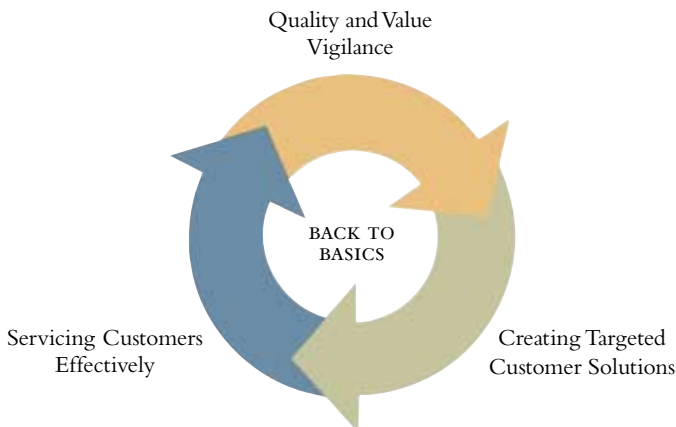 Quality and Value
Vigilance
BACK TO
BASICS
Servicing Customers
Effectively
Creating Targeted
Customer Solutions